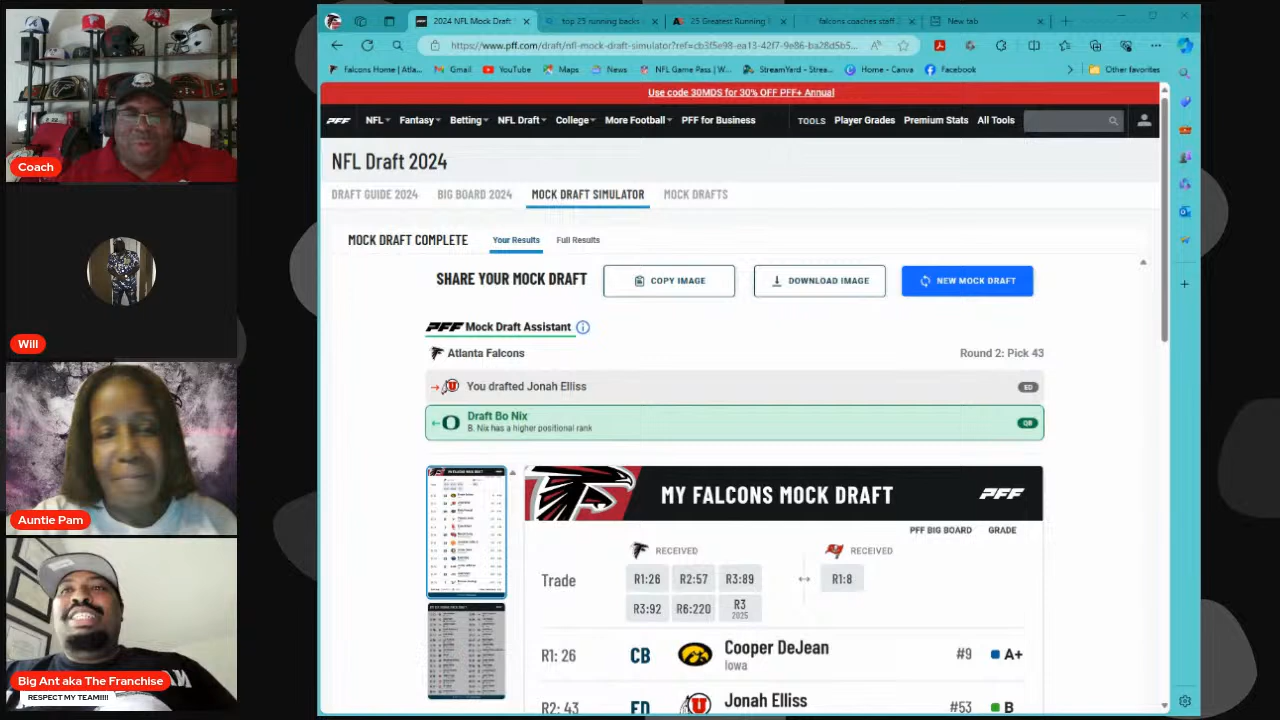 Coach
Will
Auntie Pam
Big Ant aka The Franchise
RESPECT MY TEAM!!!!
2024 NFL Mock Draft
top 25 running backs
25 Greatest Running
falcons coaches staff
New tab
https://www.pff.com/draft/nfl-mock-draft-simulator?ref=cb3f5e98-ea13-42f7-9e86-ba28d5b5...
Falcons Home | Atla...
Gmail
YouTube
Maps
News
NFL Game Pass | W...
StreamYard – Strea...
Home - Canva
Facebook
Other favorites
Use code 30MDS for 30% OFF PFF+ Annual
PFF NFL Fantasy Betting NFL Draft College More Football PFF for Business TOOLS Player Grades Premium Stats All Tools
NFL Draft 2024
DRAFT GUIDE 2024 BIG BOARD 2024 MOCK DRAFT SIMULATOR MOCK DRAFTS
MOCK DRAFT COMPLETE Your Results Full Results
SHARE YOUR MOCK DRAFT COPY IMAGE DOWNLOAD IMAGE NEW MOCK DRAFT
PFF Mock Draft Assistant
Atlanta Falcons Round 2: Pick 43
You drafted Jonah Elliss ED
Draft Bo Nix QB
B. Nix has a higher positional rank
MY FALCONS MOCK DRAFT PFF
PFF BIG BOARD GRADE
RECEIVED RECEIVED
Trade R1:26 R2:57 R3:89 R1:8
R3:92 R6:220 R3 2025
R1: 26 CB Cooper DeJean #9 A+
Iowa
R2: 43 ED Jonah Elliss #53 B